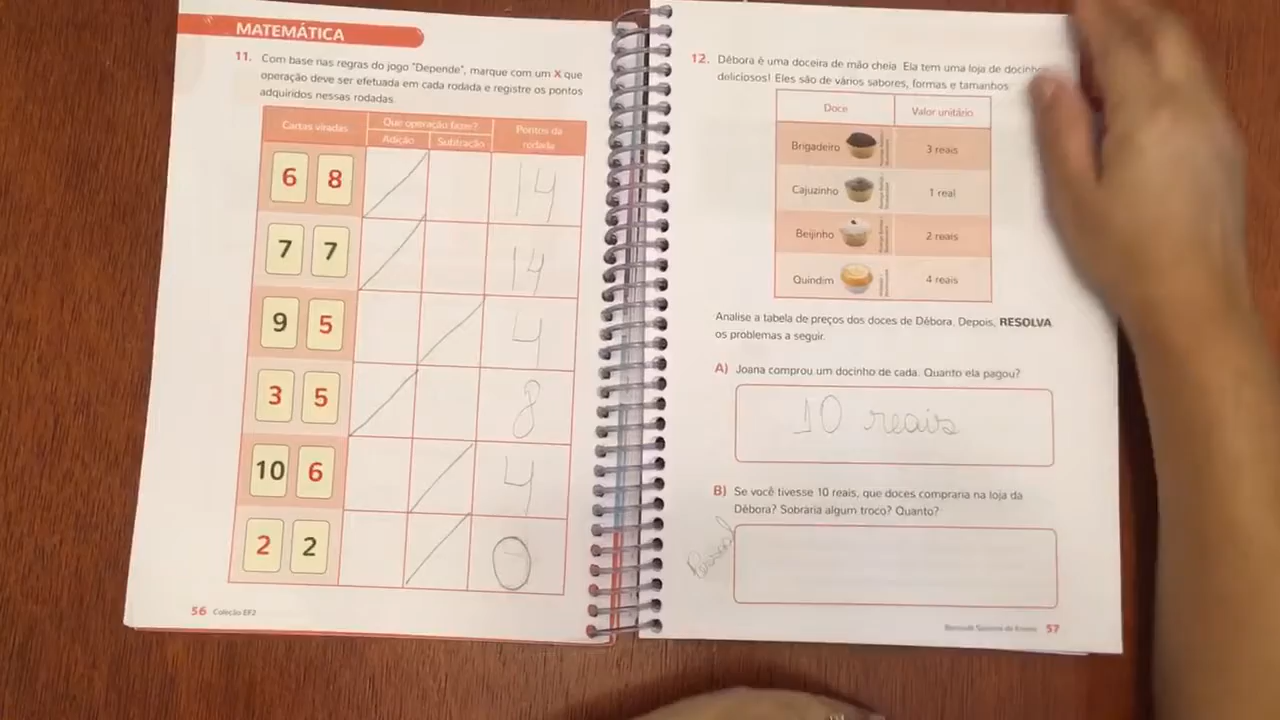 MATEMÁTICA
11. Com base nas regras do jogo "Depende", marque com um X que
operação deve ser efetuada em cada rodada e registre os pontos
adquiridos nessas rodadas.
Cartas viradas
Que operação fazer?
Adição
Subtração
Pontos da
rodada
6 8 14
7 7 14
9 5 4
3 5 8
10 6 4
2 2 0
56 Coleção EF2
12. Débora é uma doceira de mão cheia. Ela tem uma loja de
deliciosos! Eles são de vários sabores, formas e tamanhos.
Doce Valor unitário
Brigadeiro 3 reais
Cajuzinho 1 real
Beijinho 2 reais
Quindim 4 reais
Analise a tabela de preços dos doces de Débora. Depois, RESOLVA
os problemas a seguir.
A) Joana comprou um docinho de cada. Quanto ela pagou?
10 reais
B) Se você tivesse 10 reais, que doces compraria na loja da
Débora? Sobraria algum troco? Quanto?
Pessoal
57